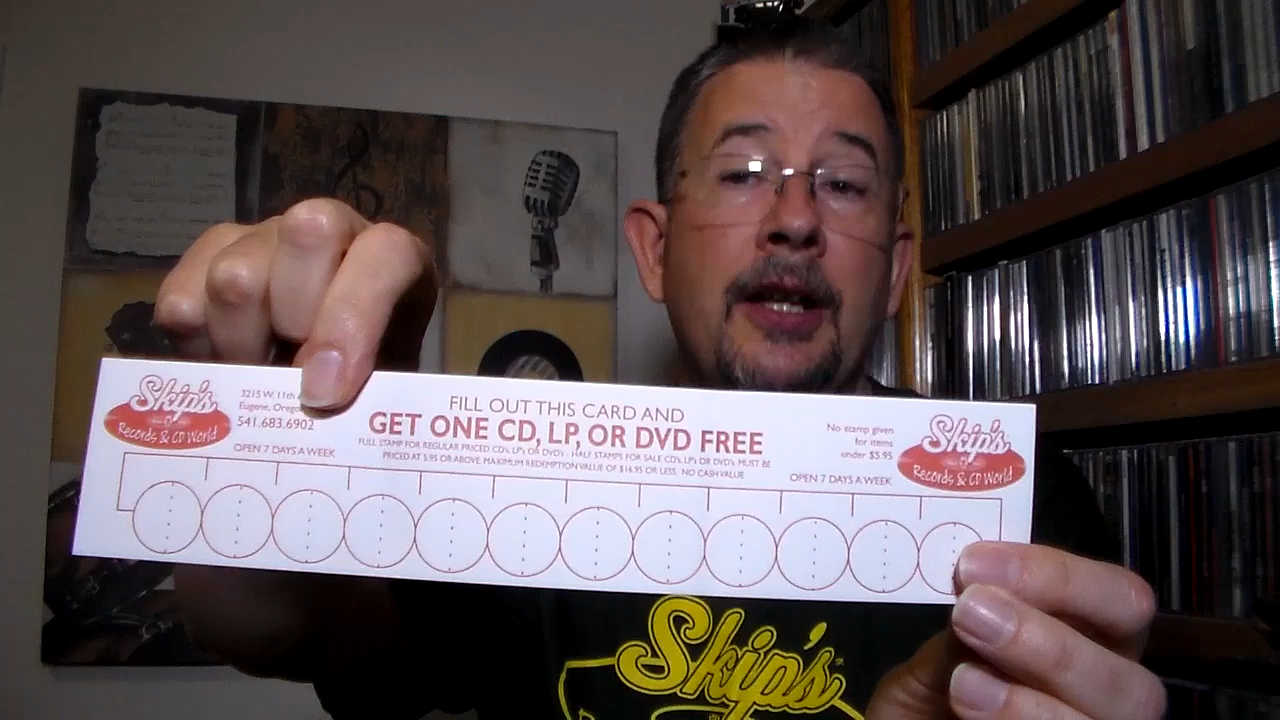 Skip's
Records & CD World
3215 W. 11th
Eugene, Orego
541.683.6902
OPEN 7 DAYS A WEEK
FILL OUT THIS CARD AND
GET ONE CD, LP, OR DVD FREE
FULL STAMP FOR REGULAR PRICED CD's, LP's OR DVD's - HALF STAMPS FOR SALE CD's, LP's OR DVD's. MUST BE
PRICED AT 5.95 OR ABOVE. MAXIMUM REDEMPTION VALUE OF $16.95 OR LESS. NO CASH VALUE
No stamp given
for items
under $5.95
OPEN 7 DAYS A WEEK
Skip's
Records & CD World
Skip's™